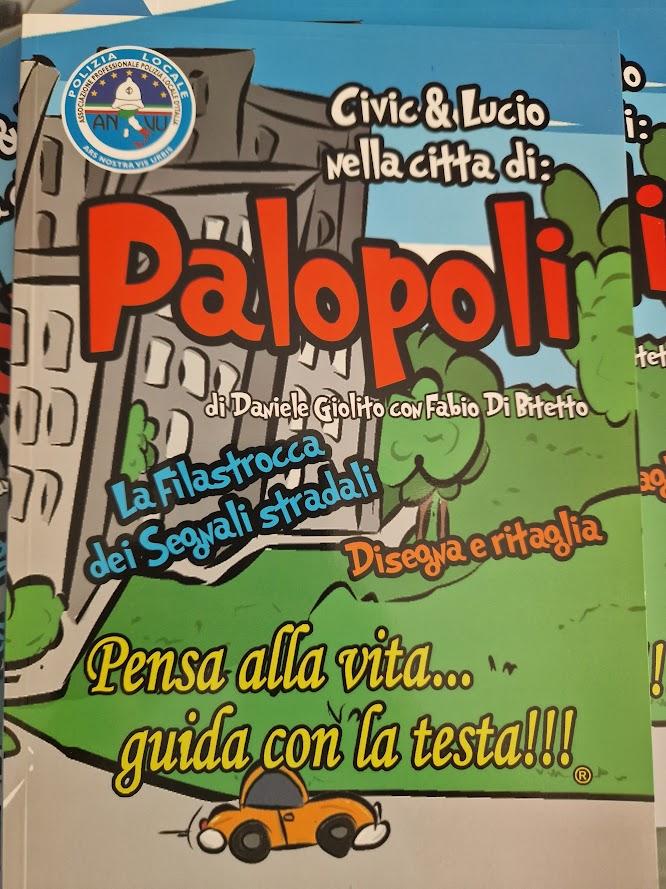 POLIZIA LOCALE
ASSOCIAZIONE PROFESSIONALE POLIZIA LOCALE D'ITALIA
AN VU
ARS NOSTRA VIS URBIS
Civic & Lucio
nella citta di:
Palopoli
di Daniele Giolito con Fabio Di Bitetto
La Filastrocca
dei Segnali stradali
Disegna e ritaglia
Pensa alla vita...
guida con la testa!!!
®